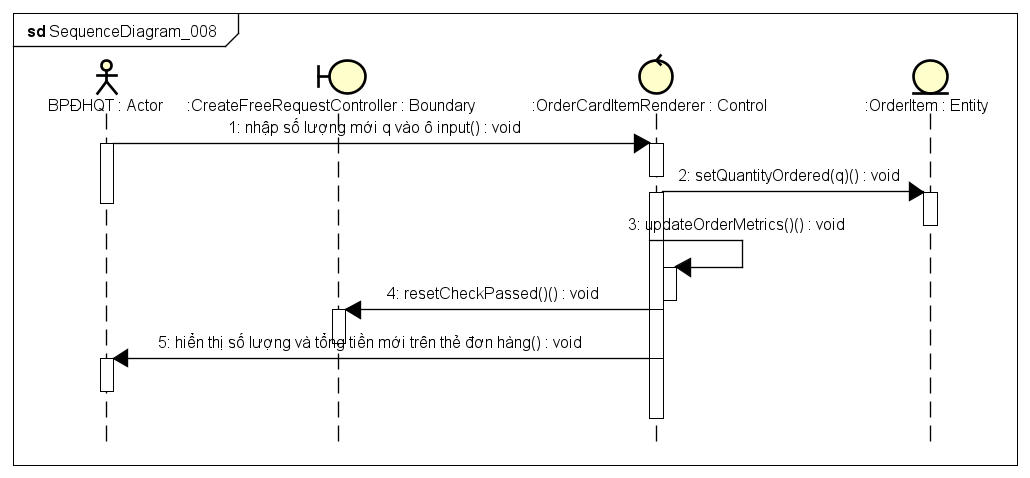 sd SequenceDiagram_008
BPĐHQT : Actor
:CreateFreeRequestController : Boundary
:OrderCardItemRenderer : Control
:OrderItem : Entity
1: nhập số lượng mới q vào ô input() : void
2: setQuantityOrdered(q)() : void
3: updateOrderMetrics()() : void
4: resetCheckPassed()() : void
5: hiển thị số lượng và tổng tiền mới trên thẻ đơn hàng() : void